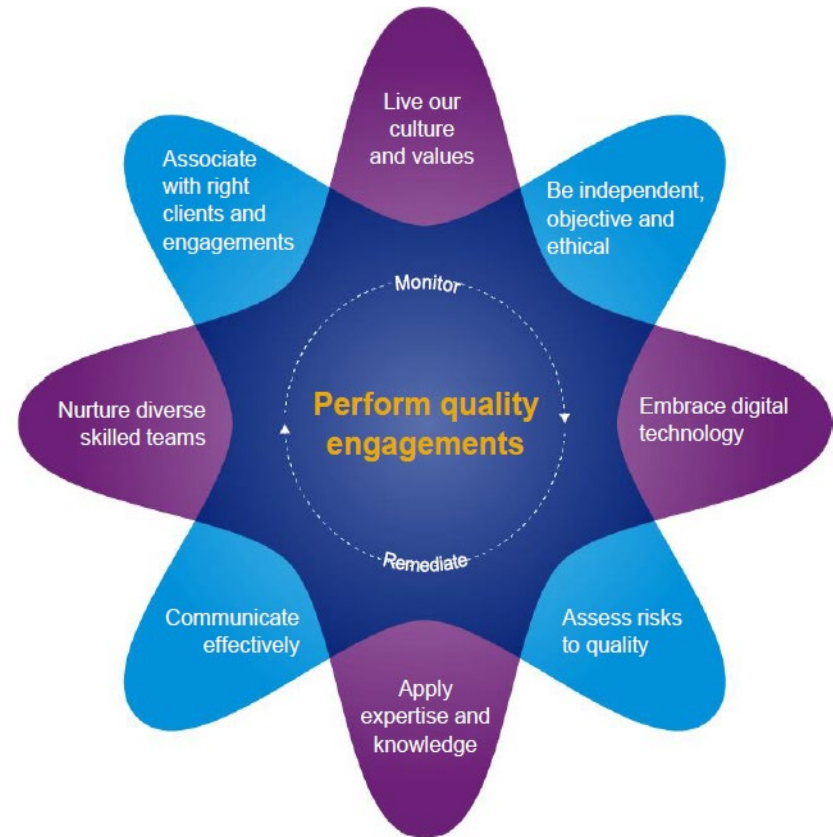 Live our
culture
and values
Associate
with right
clients and
engagements
Be independent,
objective and
ethical
Monitor
Nurture diverse
skilled teams
Perform quality
engagements
Embrace digital
technology
Remediate
Communicate
effectively
Assess risks
to quality
Apply
expertise and
knowledge